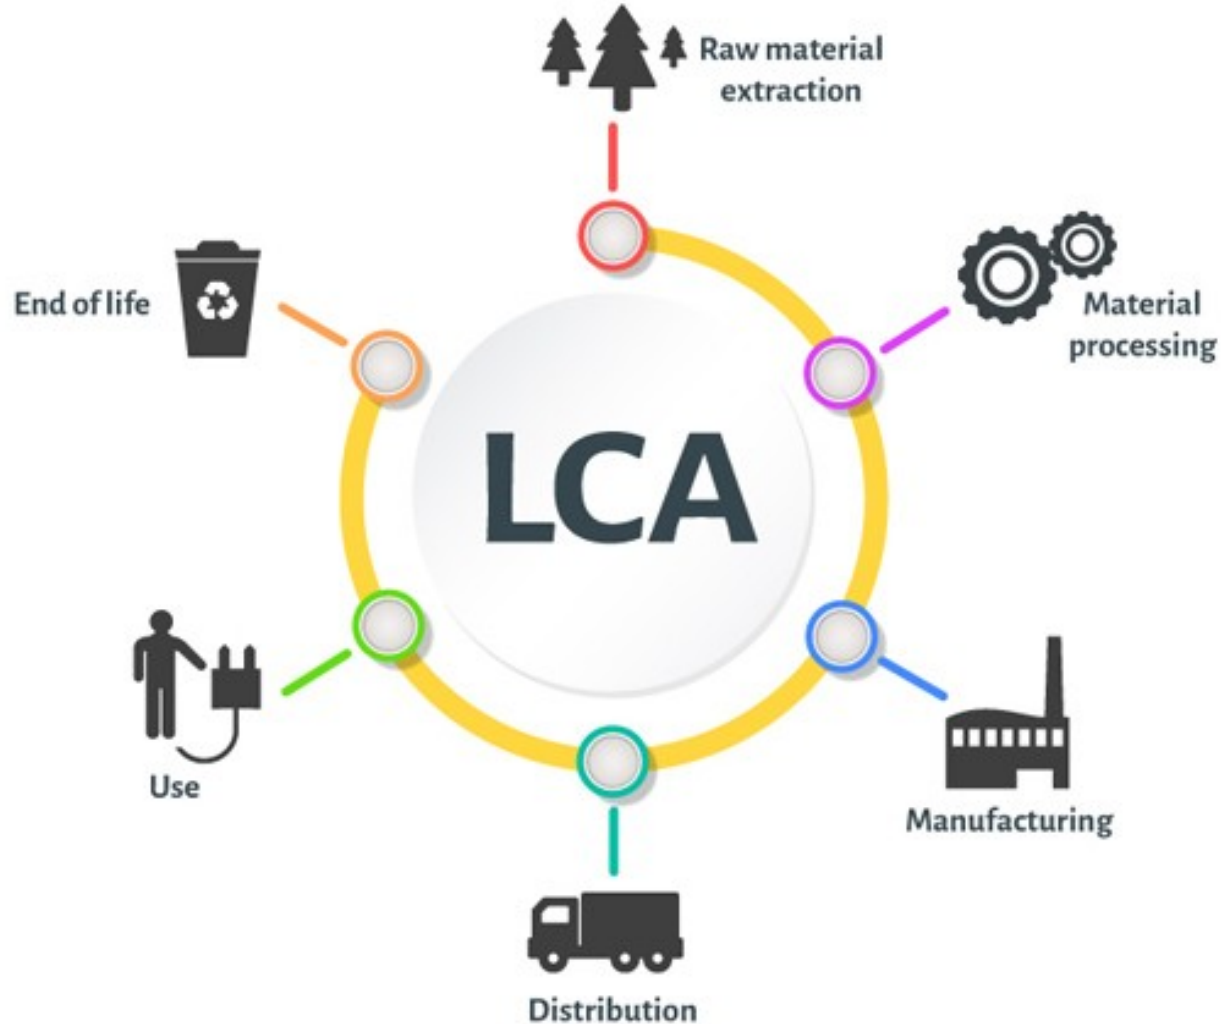 Raw material
extraction
Material
processing
Manufacturing
Distribution
Use
End of life
LCA